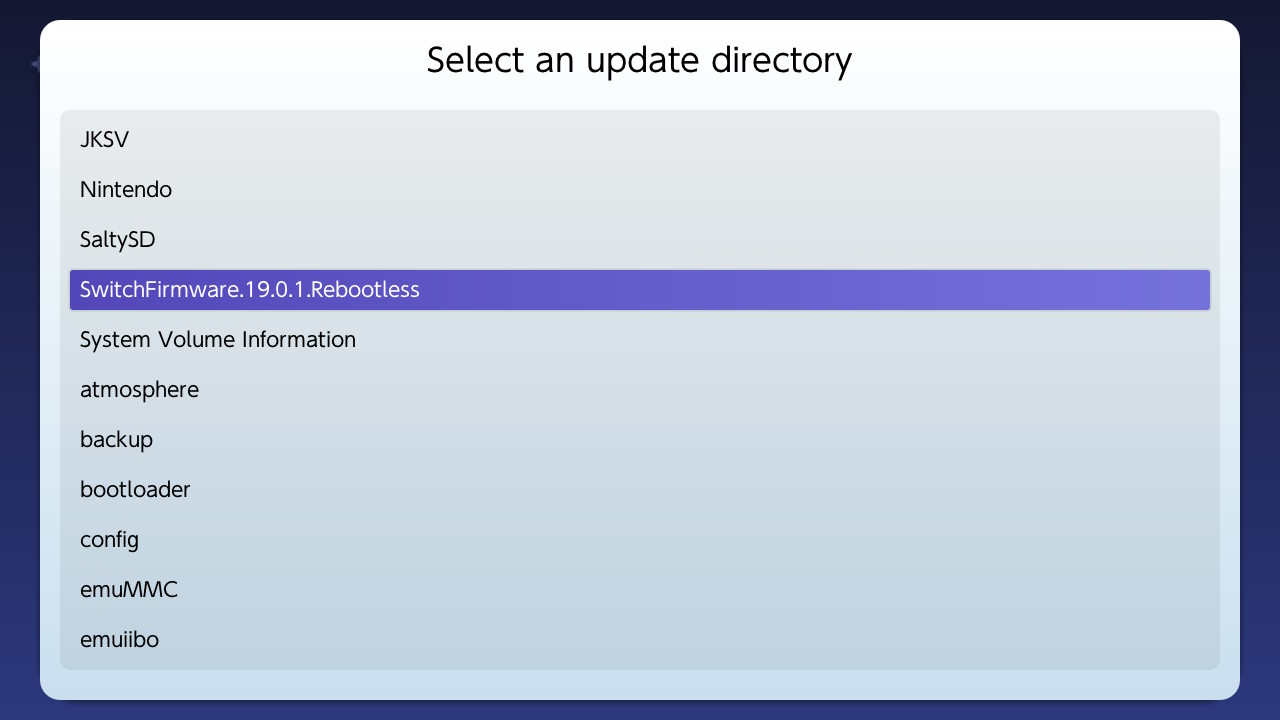 Select an update directory
JKSV
Nintendo
SaltySD
SwitchFirmware.19.0.1.Rebootless
System Volume Information
atmosphere
backup
bootloader
config
emuMMC
emuiibo